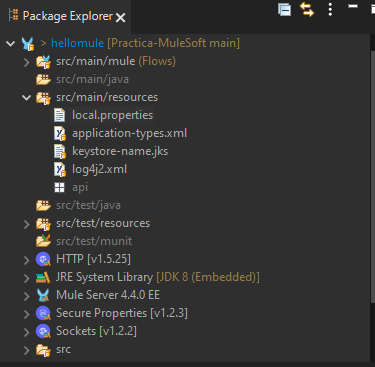 Package Explorer
> hellomule [Practica-MuleSoft main]
src/main/mule (Flows)
src/main/java
src/main/resources
local.properties
application-types.xml
keystore-name.jks
log4j2.xml
api
src/test/java
src/test/resources
src/test/munit
HTTP [v1.5.25]
JRE System Library [JDK 8 (Embedded)]
Mule Server 4.4.0 EE
Secure Properties [v1.2.3]
Sockets [v1.2.2]
src